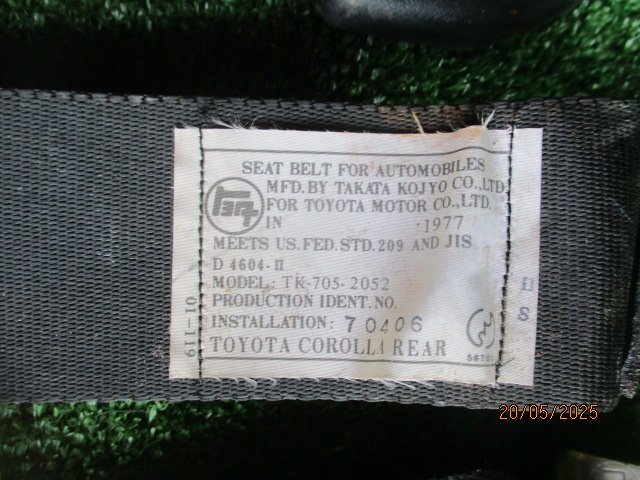 SEAT BELT FOR AUTOMOBILES
MFD. BY TAKATA KOJYO CO., LTD
FOR TOYOTA MOTOR CO., LTD.
IN 1977
MEETS US. FED. STD. 209 AND JIS
D 4604-II
MODEL: TK-705-2052
PRODUCTION IDENT. NO.
INSTALLATION: 70406
TOYOTA COROLLA REAR
01-119
20/05/2025